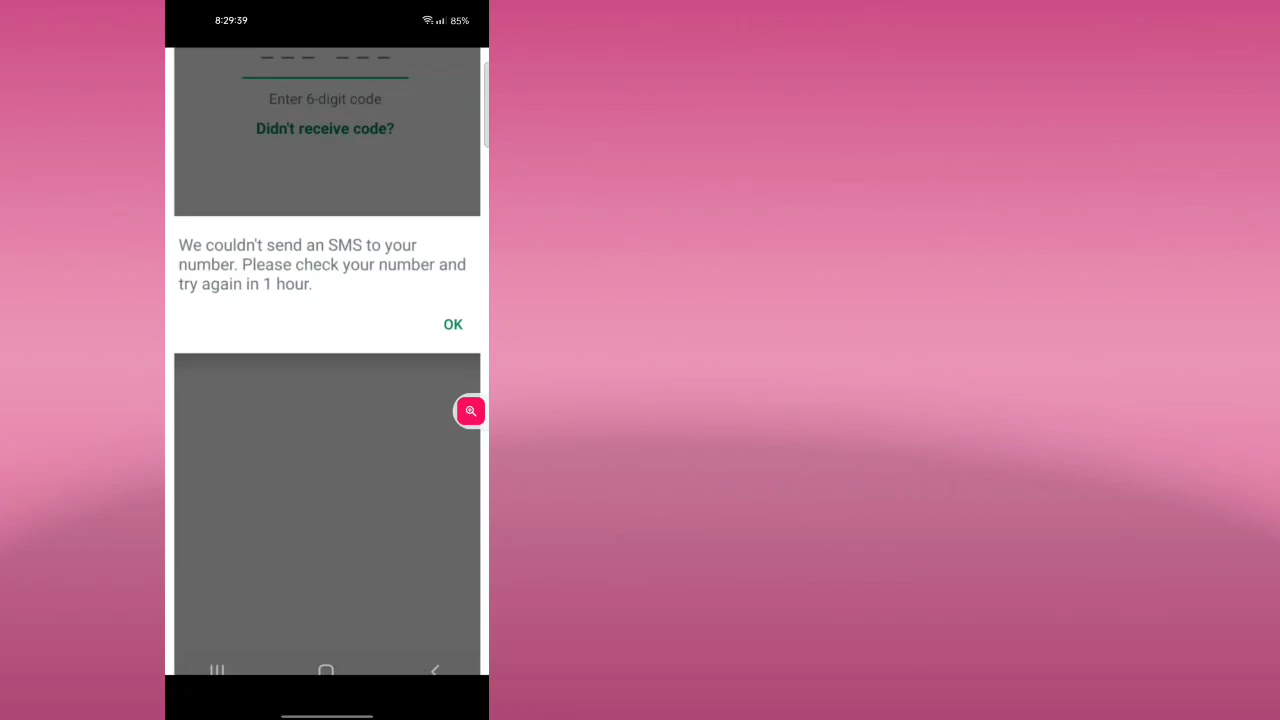 8:29:39
85%
Enter 6-digit code
Didn't receive code?
We couldn't send an SMS to your
number. Please check your number and
try again in 1 hour.
OK